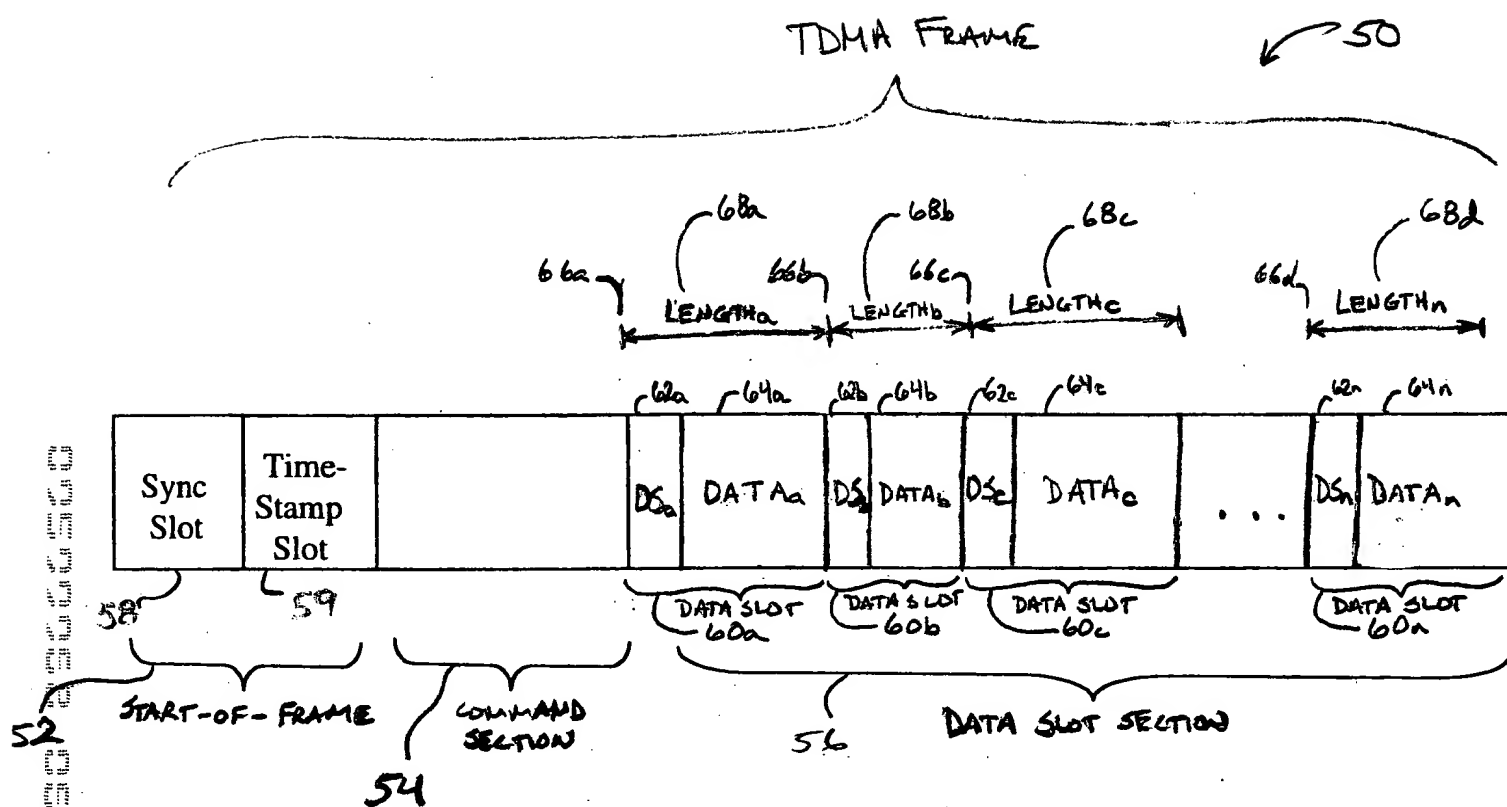 TDMA FRAME
50
68a
68b
68c
68d
66a
66b
66c
66d
LENGTHa
LENGTHb
LENGTHc
LENGTHn
62a
64a
62b
64b
62c
64c
62n
64n
Sync
Slot
Time-
Stamp
Slot
DSa
DATAa
DSb
DATAb
DSc
DATAc
...
DSn
DATAn
58
59
DATA SLOT
60a
DATA SLOT
60b
DATA SLOT
60c
DATA SLOT
60n
52
START-OF-FRAME
54
COMMAND
SECTION
56
DATA SLOT SECTION